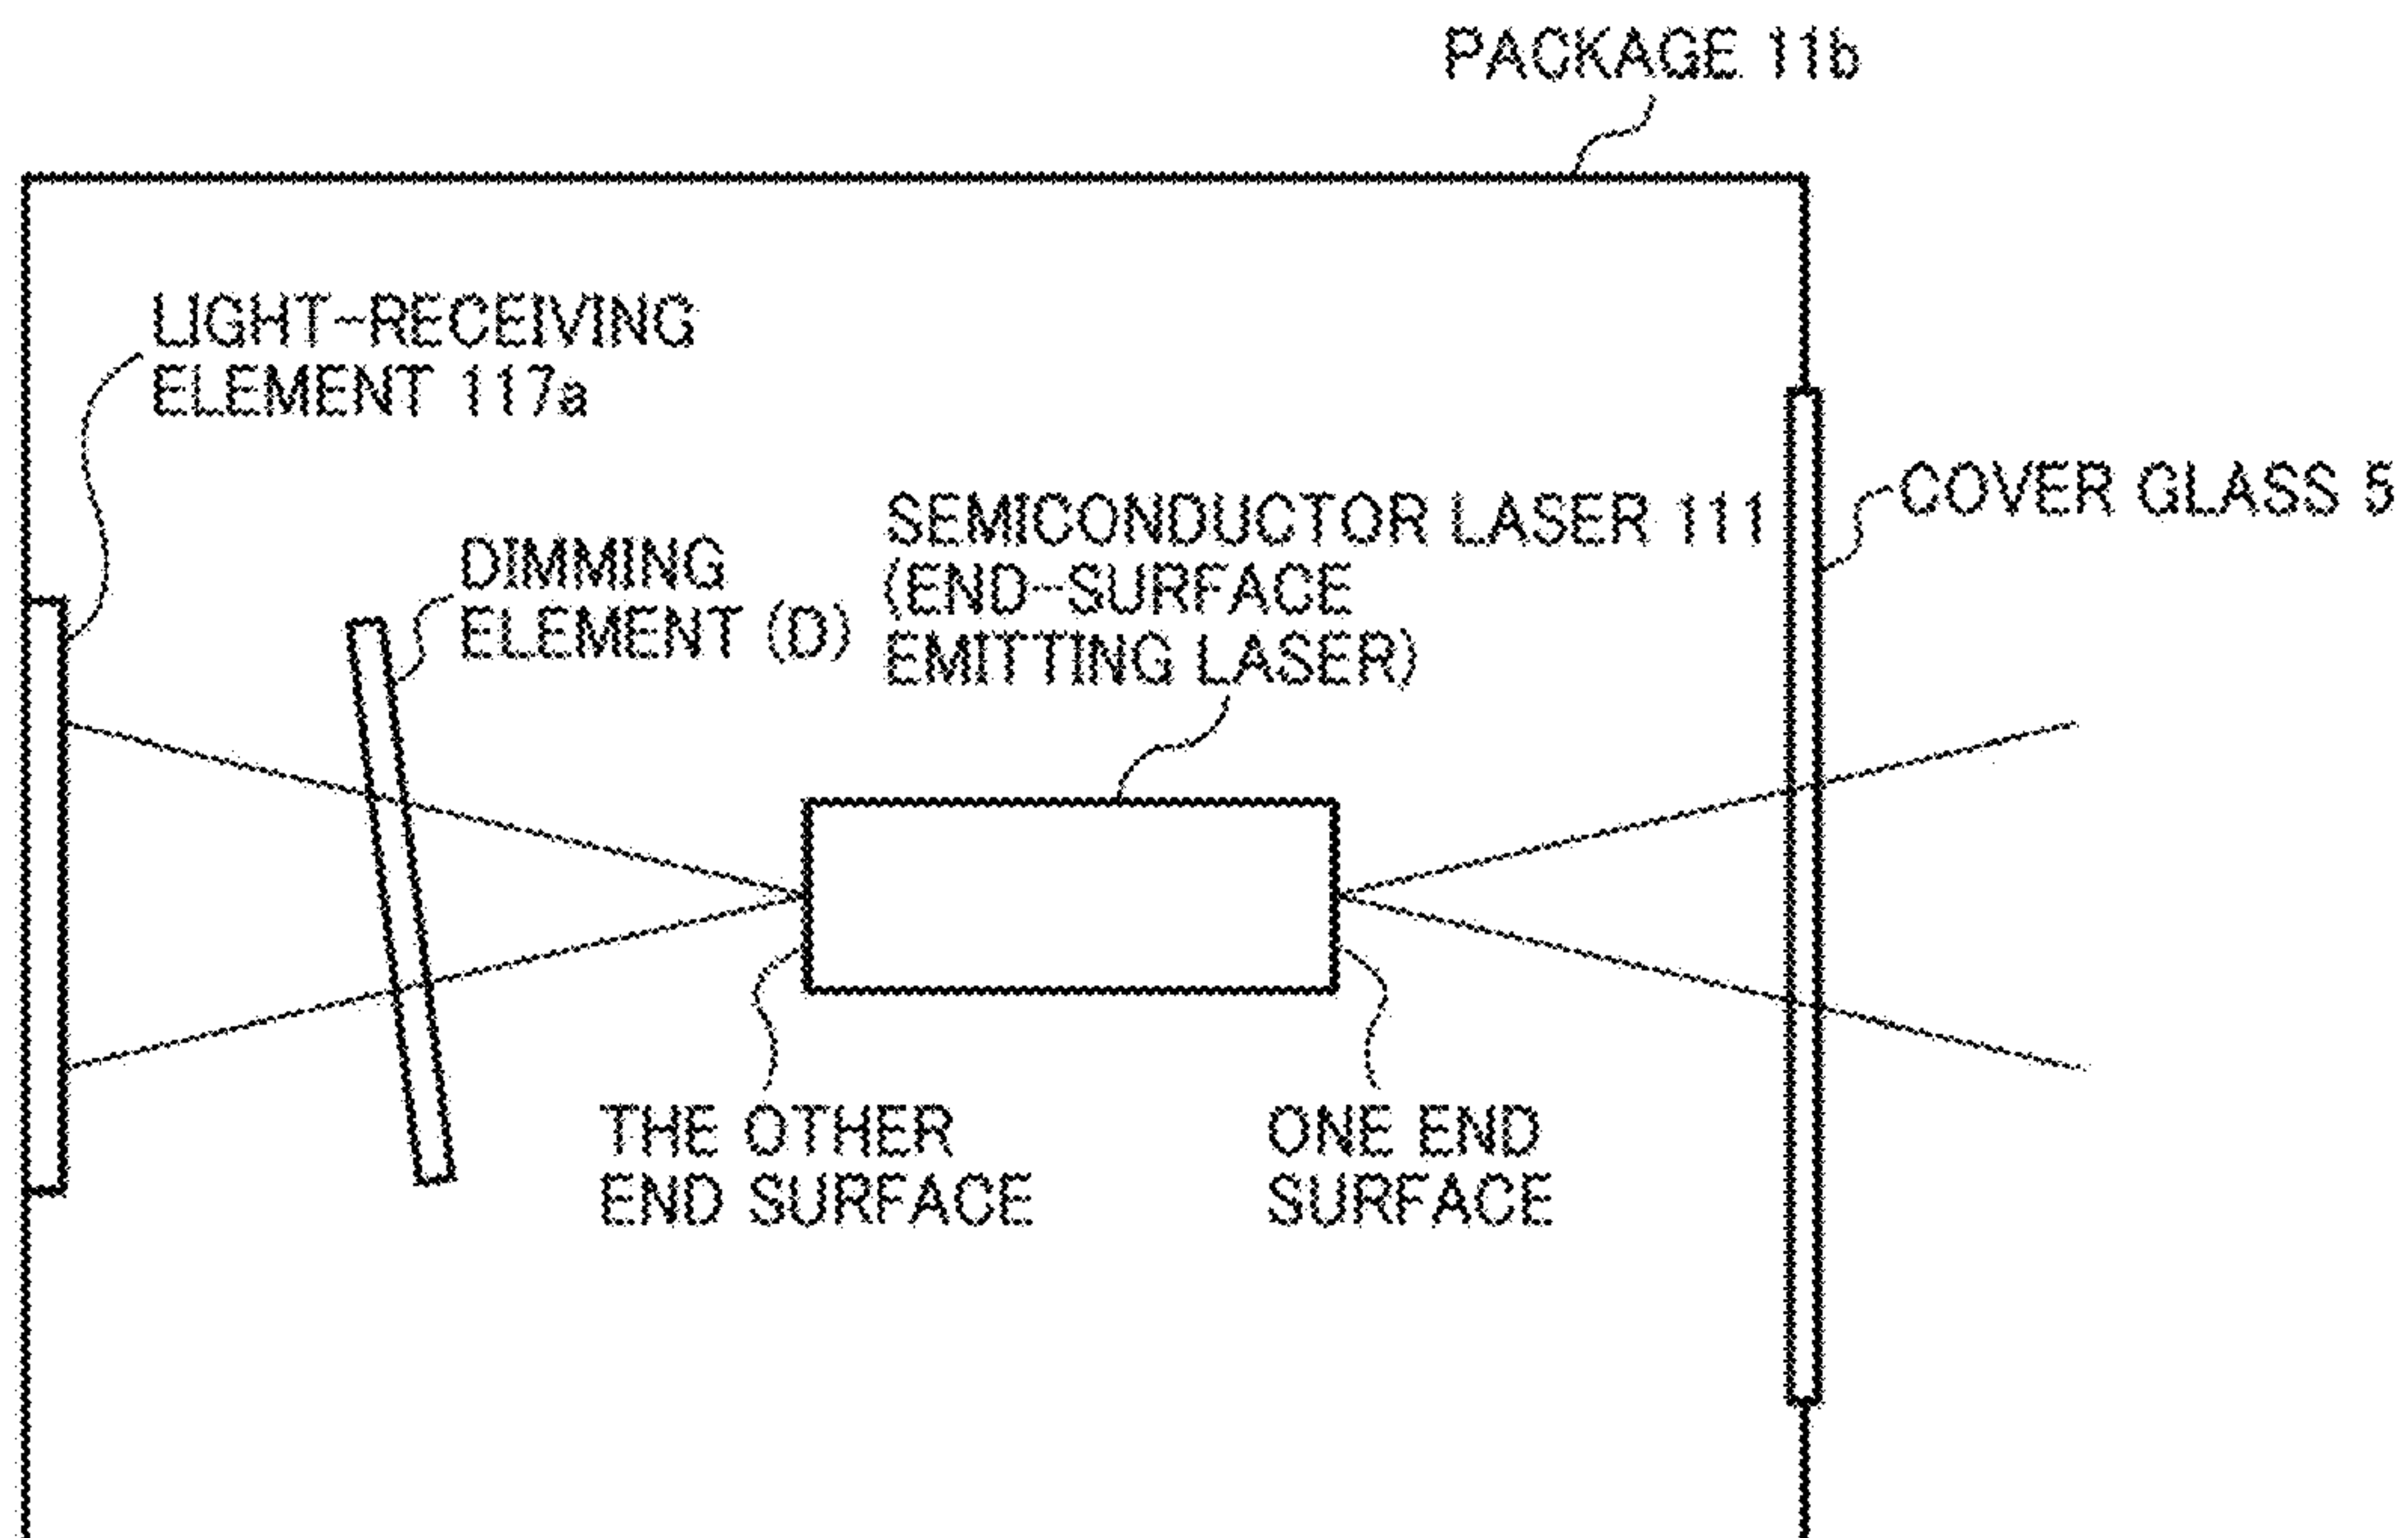 PACKAGE 11b
LIGHT-RECEIVING
ELEMENT 117a
DIMMING
ELEMENT (D)
SEMICONDUCTOR LASER 111
(END-SURFACE
EMITTING LASER)
COVER GLASS 5
THE OTHER
END SURFACE
ONE END
SURFACE